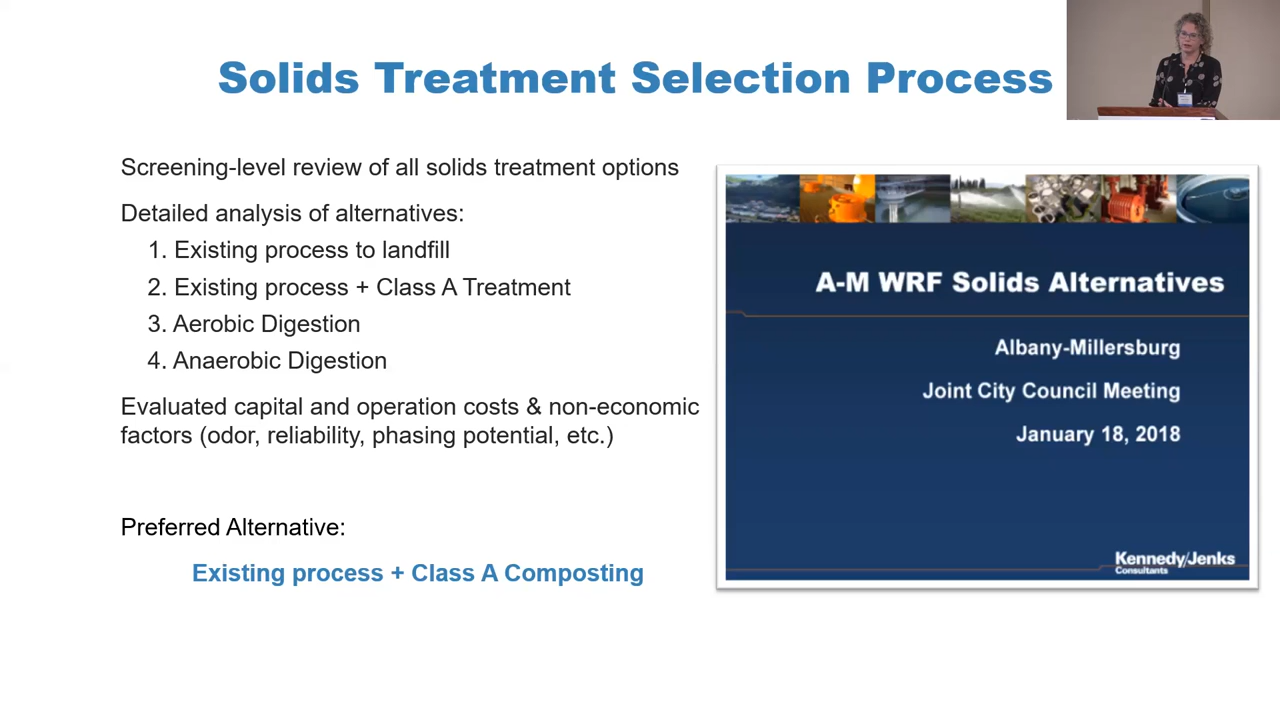 Solids Treatment Selection Process
Screening-level review of all solids treatment options
Detailed analysis of alternatives:
1. Existing process to landfill
2. Existing process + Class A Treatment
3. Aerobic Digestion
4. Anaerobic Digestion
Evaluated capital and operation costs & non-economic
factors (odor, reliability, phasing potential, etc.)
Preferred Alternative:
Existing process + Class A Composting
A-M WRF Solids Alternatives
Albany-Millersburg
Joint City Council Meeting
January 18, 2018
Kennedy/Jenks
Consultants